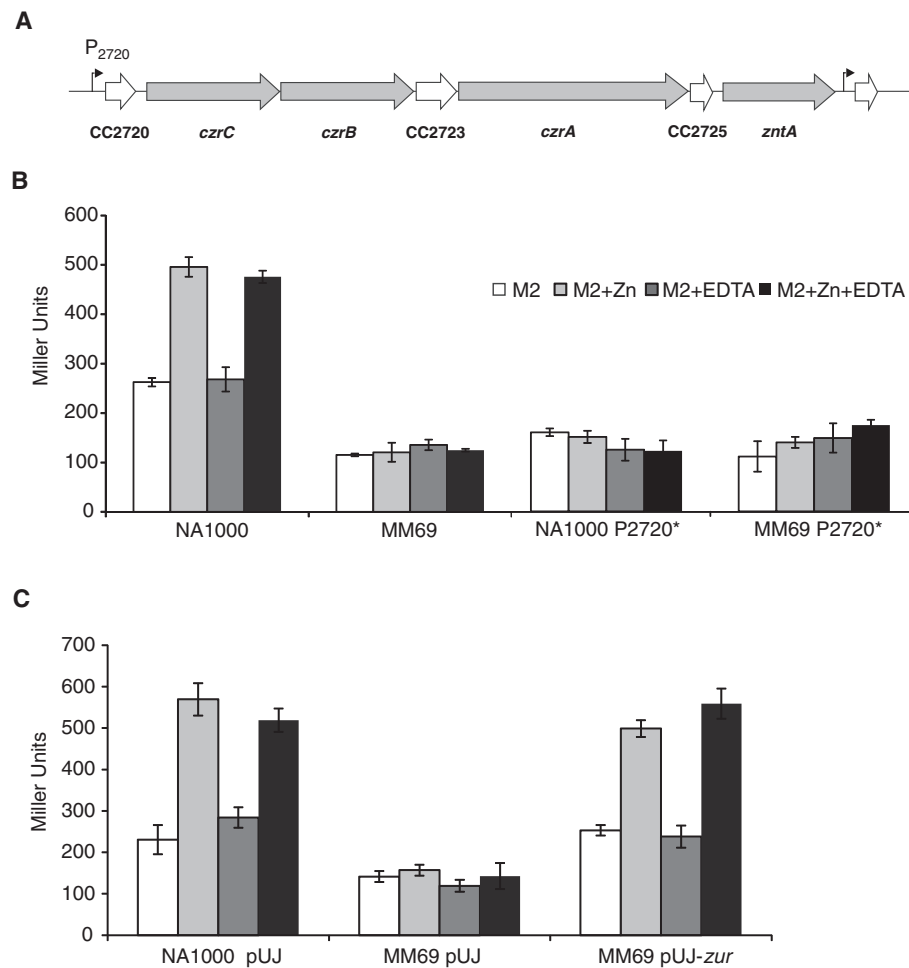 A
P2720
CC2720 czrC czrB CC2723 czrA CC2725 zntA
B
600
500
400
300
200
100
0
Miller Units
M2 M2+Zn M2+EDTA M2+Zn+EDTA
NA1000 MM69 NA1000 P2720* MM69 P2720*
C
700
600
500
400
300
200
100
0
Miller Units
NA1000 pUJ MM69 pUJ MM69 pUJ-zur